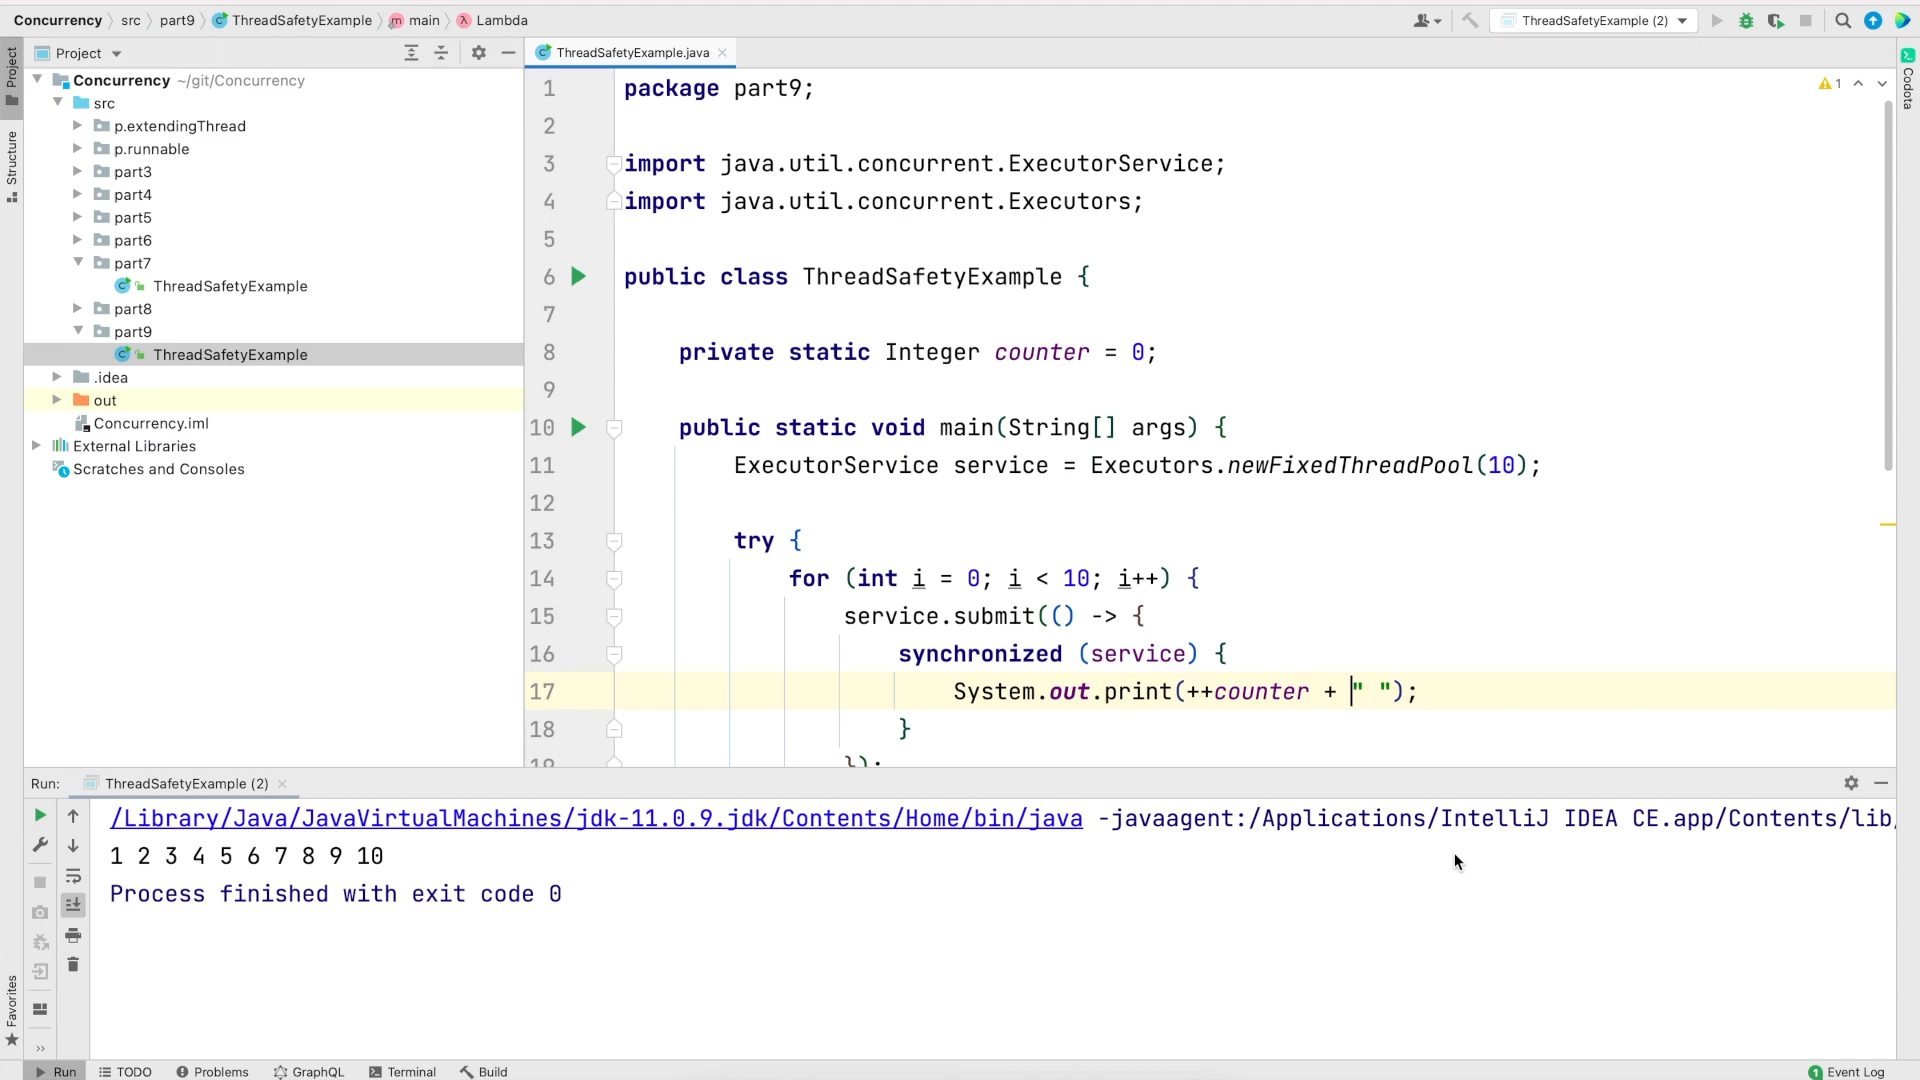 Concurrency src part9 ThreadSafetyExample main Lambda
ThreadSafetyExample (2)
Project
Structure
Favorites
Codota
Project
Concurrency ~/git/Concurrency
src
p.extendingThread
p.runnable
part3
part4
part5
part6
part7
ThreadSafetyExample
part8
part9
ThreadSafetyExample
.idea
out
Concurrency.iml
External Libraries
Scratches and Consoles
ThreadSafetyExample.java
1
1 package part9;
2
3 import java.util.concurrent.ExecutorService;
4 import java.util.concurrent.Executors;
5
6 public class ThreadSafetyExample {
7
8 private static Integer counter = 0;
9
10 public static void main(String[] args) {
11 ExecutorService service = Executors.newFixedThreadPool(10);
12
13 try {
14 for (int i = 0; i < 10; i++) {
15 service.submit(() -> {
16 synchronized (service) {
17 System.out.print(++counter + " ");
18 }
19 });
Run: ThreadSafetyExample (2)
/Library/Java/JavaVirtualMachines/jdk-11.0.9.jdk/Contents/Home/bin/java -javaagent:/Applications/IntelliJ IDEA CE.app/Contents/lib/
1 2 3 4 5 6 7 8 9 10
Process finished with exit code 0
Run TODO Problems GraphQL Terminal Build
1 Event Log